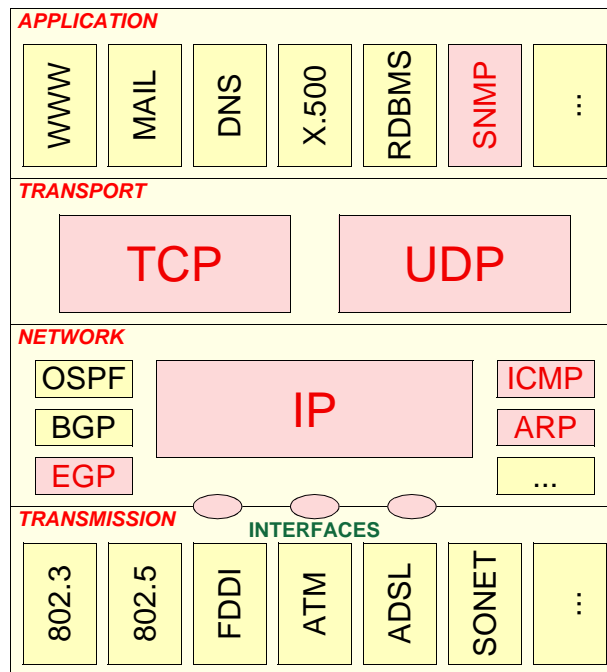 APPLICATION
WWW
MAIL
DNS
X.500
RDBMS
SNMP
...
TRANSPORT
TCP
UDP
NETWORK
OSPF
BGP
EGP
IP
ICMP
ARP
...
TRANSMISSION
INTERFACES
802.3
802.5
FDDI
ATM
ADSL
SONET
...